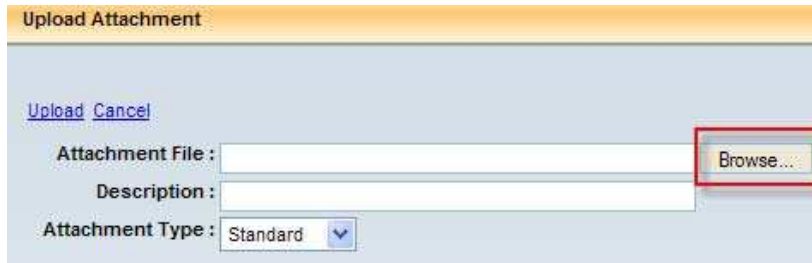 Upload Attachment
Upload Cancel
Attachment File : Browse...
Description :
Attachment Type : Standard